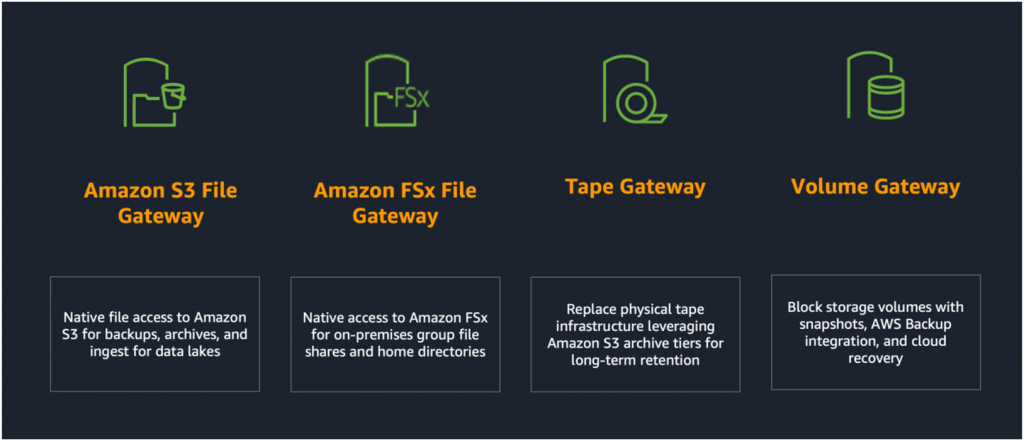 FSx
Amazon S3 File
Gateway
Amazon FSx File
Gateway
Tape Gateway
Volume Gateway
Native file access to Amazon
S3 for backups, archives, and
ingest for data lakes
Native access to Amazon FSx
for on-premises group file
shares and home directories
Replace physical tape
infrastructure leveraging
Amazon S3 archive tiers for
long-term retention
Block storage volumes with
snapshots, AWS Backup
integration, and cloud
recovery